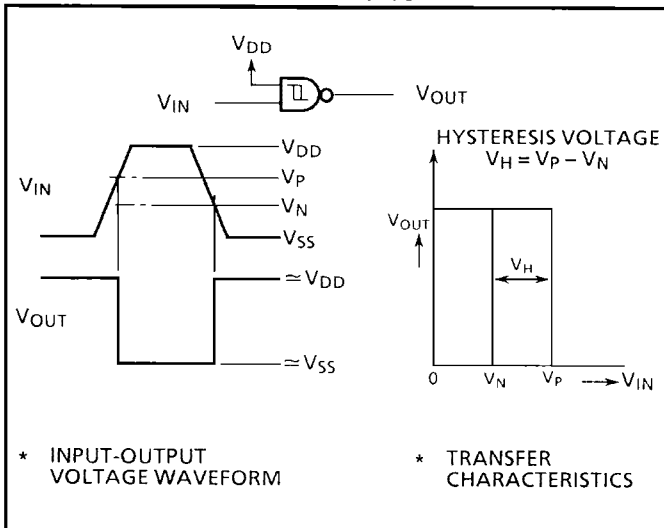 VDD
VIN
VOUT
VDD
VP
VIN
VN
VSS
≃VDD
VOUT
≃VSS
* INPUT-OUTPUT
VOLTAGE WAVEFORM
HYSTERESIS VOLTAGE
VH = VP – VN
VOUT
VH
0
VN
VP
VIN
* TRANSFER
CHARACTERISTICS